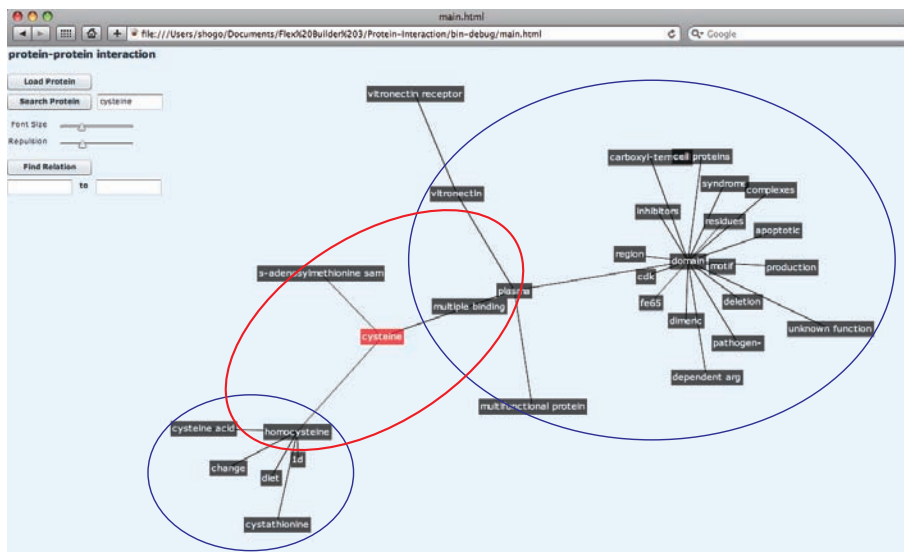 main.html
file:///Users/shogo/Documents/Flex%20Builder%203/Protein-Interaction/bin-debug/main.html
Google
protein-protein interaction
Load Protein
Search Protein
cysteine
Font Size
Repulsion
Find Relation
to
vitronectin receptor
carboxyl-term
cell proteins
syndrome
complexes
vitronectin
inhibitors
residues
apoptotic
region
domain
motif
production
s-adenosylmethionine sam
cdk
plasma
multiple binding
fe65
deletion
dimeric
unknown function
cysteine
pathogen-
dependent arg
multifunctional protein
cysteine acid
homocysteine
1d
change
diet
cystathionine